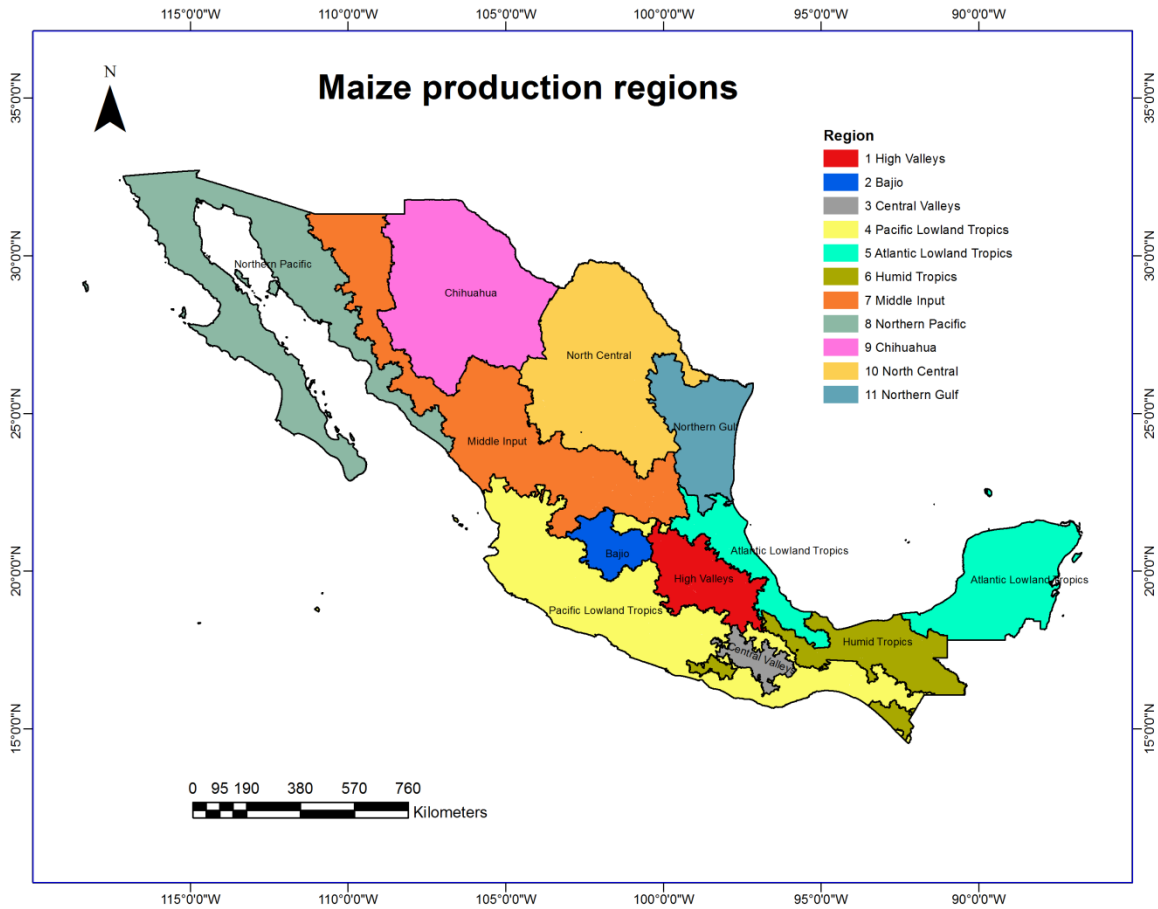 115°0'0"W 110°0'0"W 105°0'0"W 100°0'0"W 95°0'0"W 90°0'0"W
N
Maize production regions
35°0'0"N 35°0'0"N
Region
1 High Valleys
2 Bajio
3 Central Valleys
4 Pacific Lowland Tropics
5 Atlantic Lowland Tropics
6 Humid Tropics
7 Middle Input
8 Northern Pacific
9 Chihuahua
10 North Central
11 Northern Gulf
30°0'0"N 30°0'0"N
Northern Pacific
Chihuahua
North Central
25°0'0"N 25°0'0"N
Northern Gulf
Middle Input
Atlantic Lowland Tropics
Bajio
20°0'0"N 20°0'0"N
High Valleys
Atlantic Lowland Tropics
Pacific Lowland Tropics
Humid Tropics
Central Valleys
15°0'0"N 15°0'0"N
0 95 190 380 570 760
Kilometers
115°0'0"W 110°0'0"W 105°0'0"W 100°0'0"W 95°0'0"W 90°0'0"W